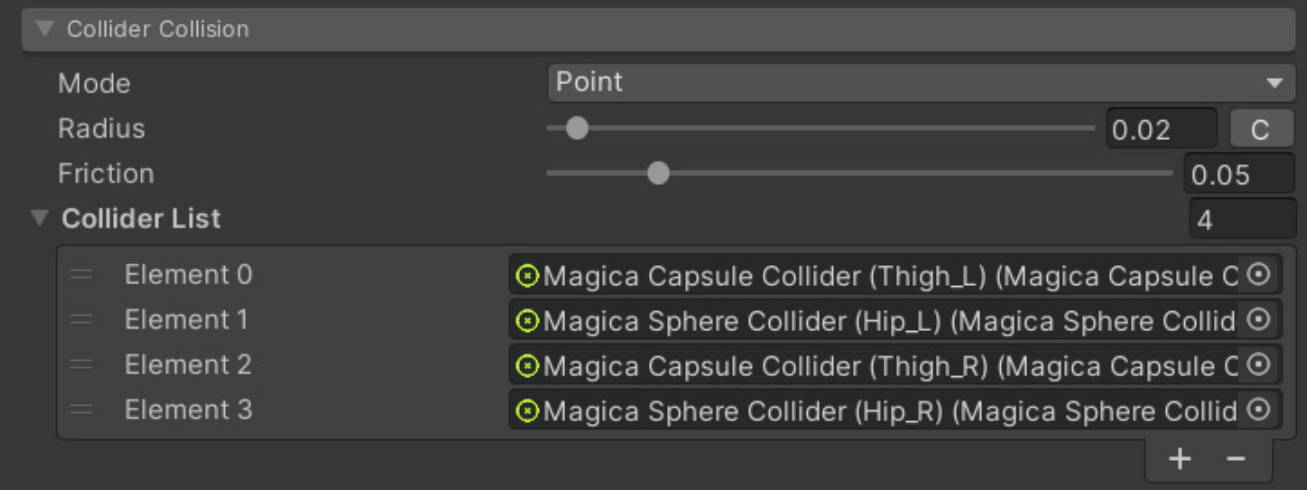 Collider Collision
Mode Point
Radius 0.02 C
Friction 0.05
Collider List 4
Element 0 Magica Capsule Collider (Thigh_L) (Magica Capsule C
Element 1 Magica Sphere Collider (Hip_L) (Magica Sphere Collid
Element 2 Magica Capsule Collider (Thigh_R) (Magica Capsule C
Element 3 Magica Sphere Collider (Hip_R) (Magica Sphere Collid
+ −